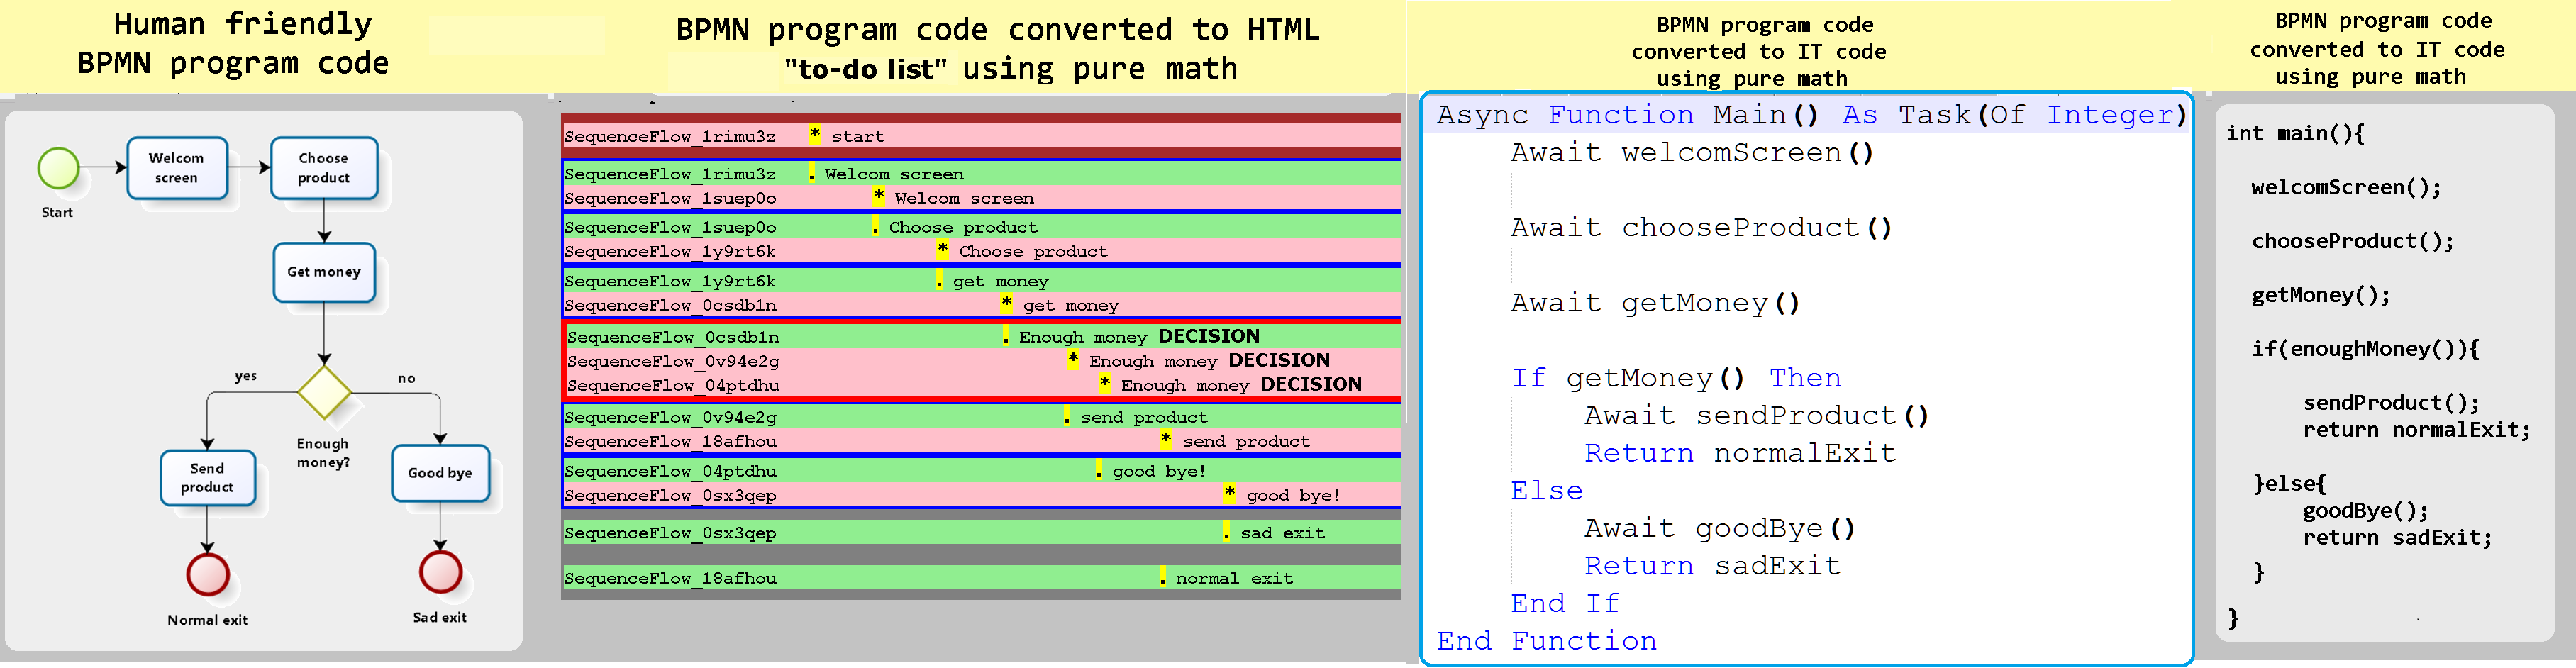 Human friendly
BPMN program code
Start
Welcom
screen
Choose
product
Get money
yes
no
Enough
money?
Send
product
Good bye
Normal exit
Sad exit
BPMN program code converted to HTML
"to-do list" using pure math
SequenceFlow_1rimu3z * start
SequenceFlow_1rimu3z . Welcom screen
SequenceFlow_1suep0o * Welcom screen
SequenceFlow_1suep0o . Choose product
SequenceFlow_1y9rt6k * Choose product
SequenceFlow_1y9rt6k . get money
SequenceFlow_0csdb1n * get money
SequenceFlow_0csdb1n . Enough money DECISION
SequenceFlow_0v94e2g * Enough money DECISION
SequenceFlow_04ptdhu * Enough money DECISION
SequenceFlow_0v94e2g . send product
SequenceFlow_18afhou * send product
SequenceFlow_04ptdhu . good bye!
SequenceFlow_0sx3qep * good bye!
SequenceFlow_0sx3qep . sad exit
SequenceFlow_18afhou . normal exit
BPMN program code
converted to IT code
using pure math
Async Function Main() As Task(Of Integer)
Await welcomScreen()
Await chooseProduct()
Await getMoney()
If getMoney() Then
Await sendProduct()
Return normalExit
Else
Await goodBye()
Return sadExit
End If
End Function
BPMN program code
converted to IT code
using pure math
int main(){
welcomScreen();
chooseProduct();
getMoney();
if(enoughMoney()){
sendProduct();
return normalExit;
}else{
goodBye();
return sadExit;
}
}